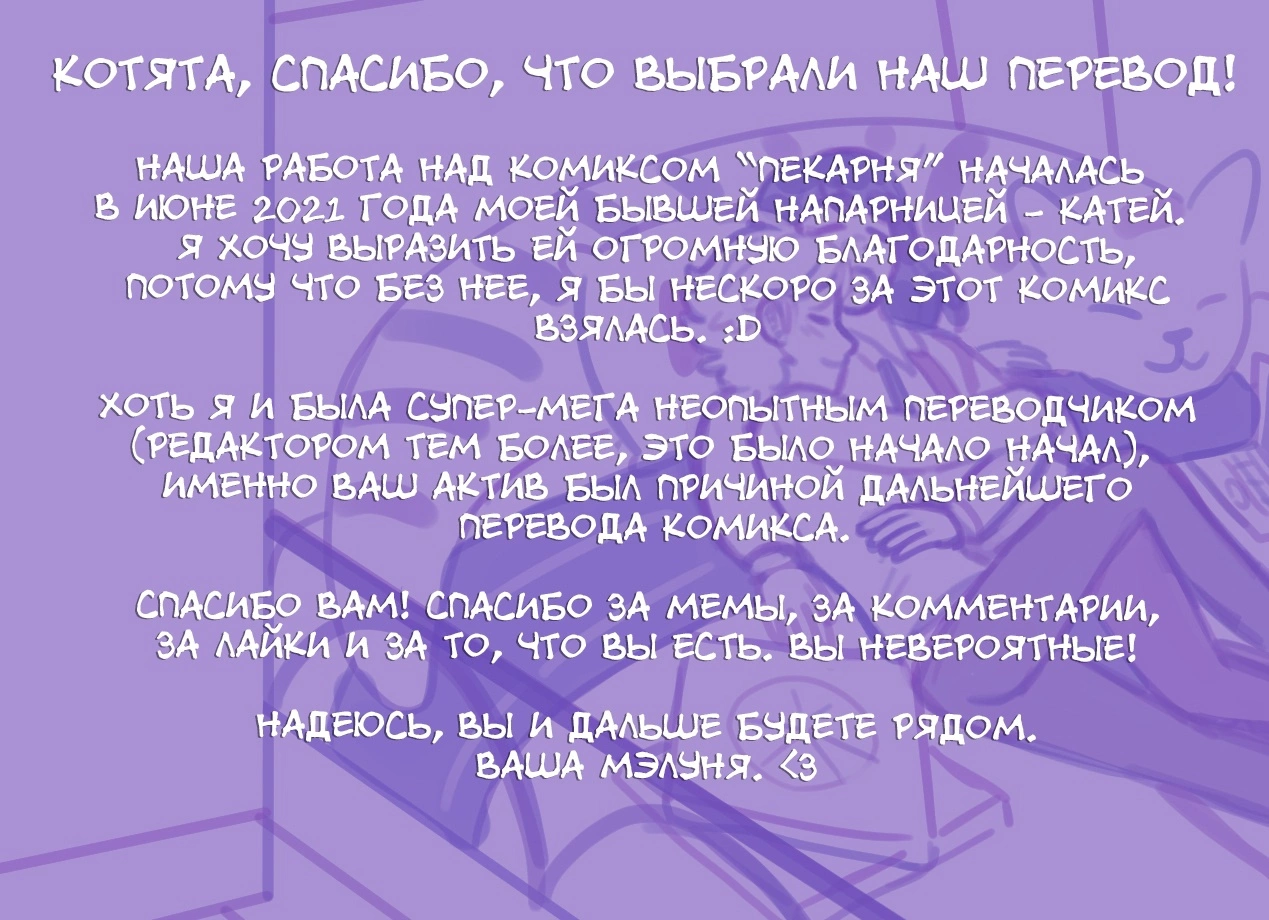 КОТЯТА, СПАСИБО, ЧТО ВЫБРАЛИ НАШ ПЕРЕВОД!
НАША РАБОТА НАД КОМИКСОМ "ПЕКАРНЯ" НАЧАЛАСЬ
В ИЮНЕ 2021 ГОДА МОЕЙ БЫВШЕЙ НАПАРНИЦЕЙ - КАТЕЙ.
Я ХОЧУ ВЫРАЗИТЬ ЕЙ ОГРОМНУЮ БЛАГОДАРНОСТЬ,
ПОТОМУ ЧТО БЕЗ НЕЕ, Я БЫ НЕСКОРО ЗА ЭТОТ КОМИКС
ВЗЯЛАСЬ. :D
ХОТЬ Я И БЫЛА СУПЕР-МЕГА НЕОПЫТНЫМ ПЕРЕВОДЧИКОМ
(РЕДАКТОРОМ ТЕМ БОЛЕЕ, ЭТО БЫЛО НАЧАЛО НАЧАЛ),
ИМЕННО ВАШ АКТИВ БЫЛ ПРИЧИНОЙ ДАЛЬНЕЙШЕГО
ПЕРЕВОДА КОМИКСА.
СПАСИБО ВАМ! СПАСИБО ЗА МЕМЫ, ЗА КОММЕНТАРИИ,
ЗА ЛАЙКИ И ЗА ТО, ЧТО ВЫ ЕСТЬ. ВЫ НЕВЕРОЯТНЫЕ!
НАДЕЮСЬ, ВЫ И ДАЛЬШЕ БУДЕТЕ РЯДОМ.
ВАША МЭЛУНЯ. <3